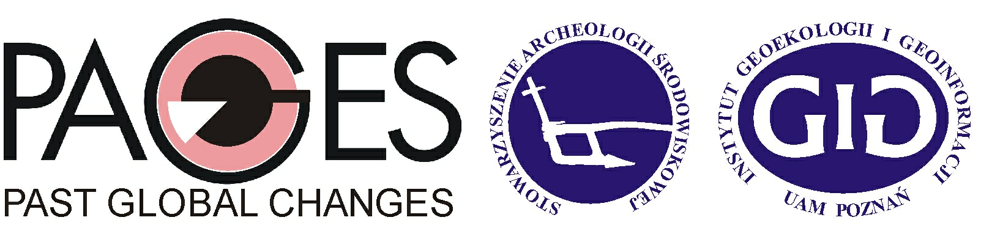 PAGES
PAST GLOBAL CHANGES
STOWARZYSZENIE ARCHEOLOGII ŚRODOWISKOWEJ
INSTYTUT GEOEKOLOGII I GEOINFORMACJI
GIG
UAM POZNAŃ